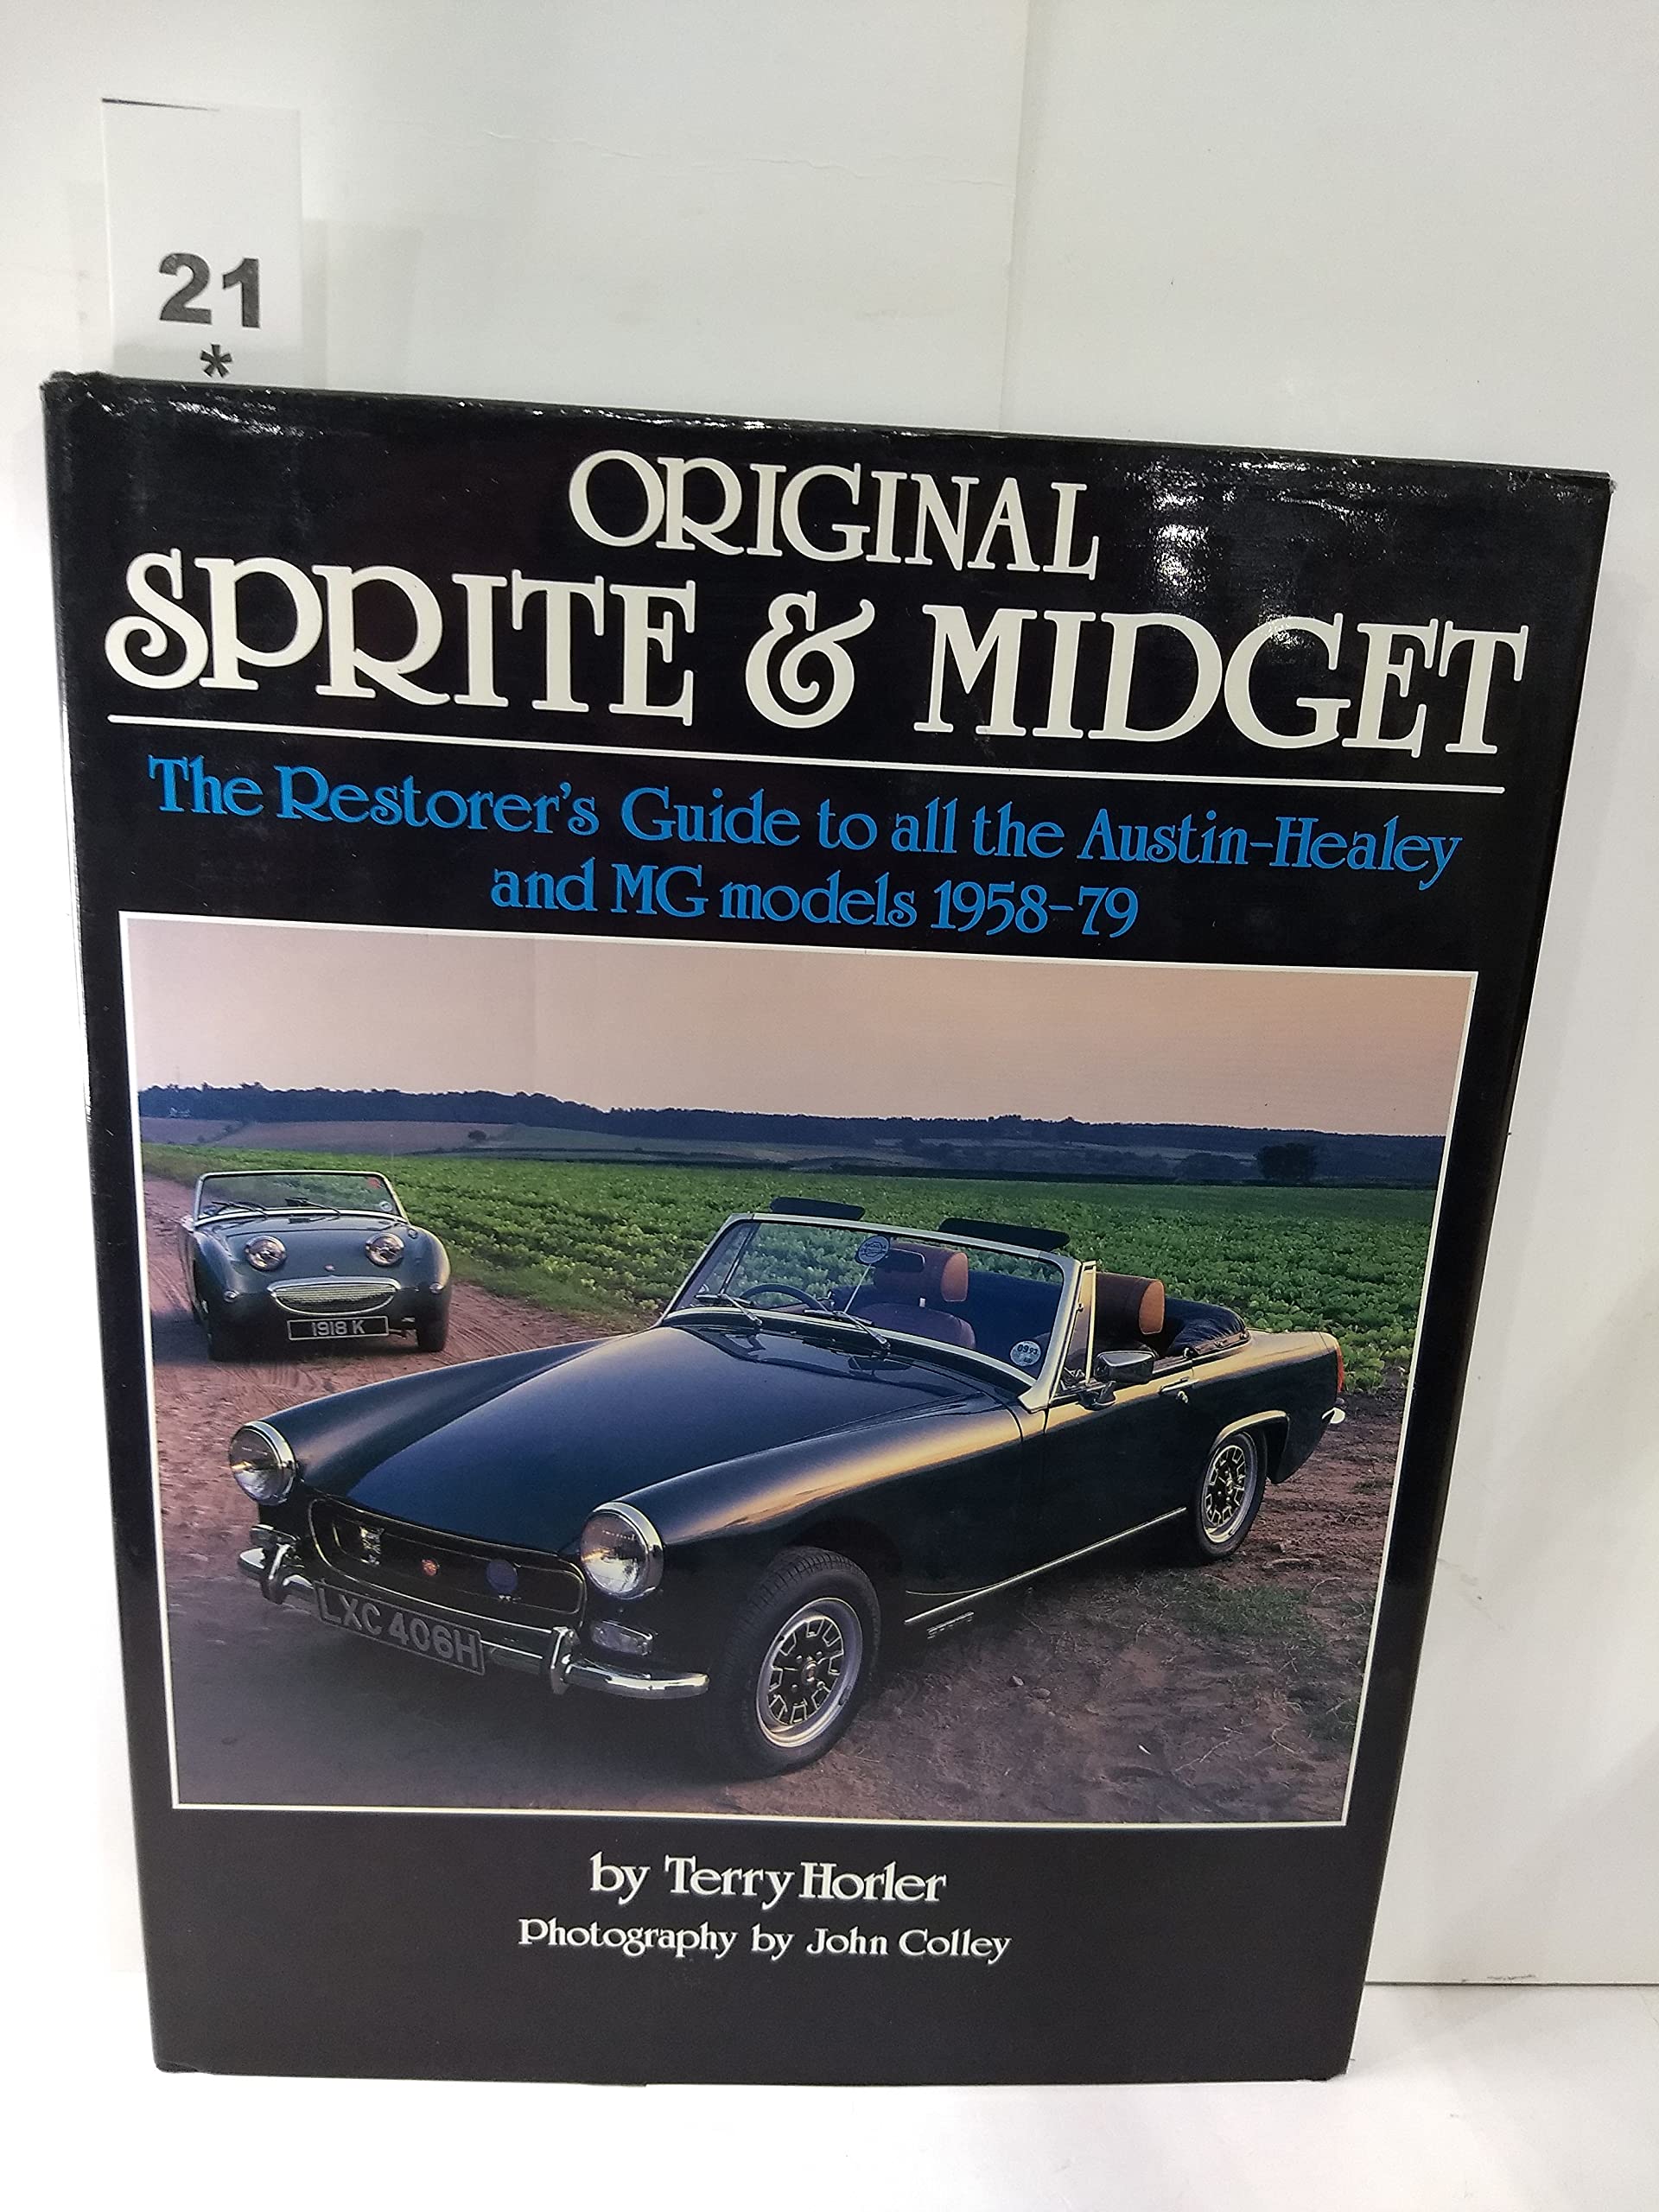 21
*
ORIGINAL
SPRITE & MIDGET
The Restorer's Guide to all the Austin-Healey
and MG models 1958-79
1918 K
LXC 406H
by Terry Horler
Photography by John Colley